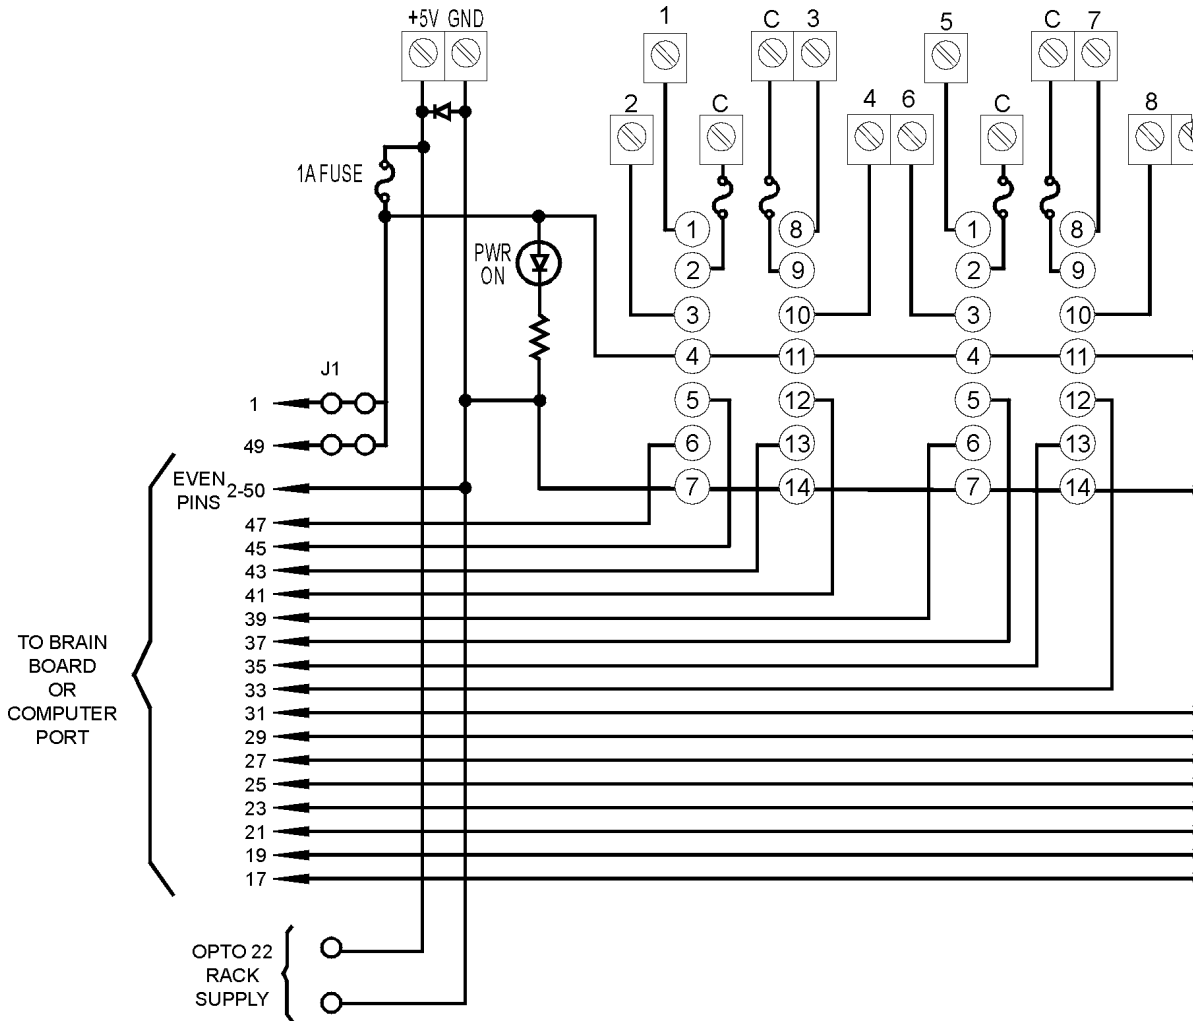 +5V GND
1 C 3 5 C 7
2 C 4 6 C 8
1A FUSE
PWR
ON
1 8 1 8
2 9 2 9
3 10 3 10
4 11 4 11
J1
1
5 12 5 12
49
6 13 6 13
EVEN
PINS 2-50
7 14 7 14
47
45
43
41
39
37
35
33
31
29
27
25
23
21
19
17
TO BRAIN
BOARD
OR
COMPUTER
PORT
OPTO 22
RACK
SUPPLY